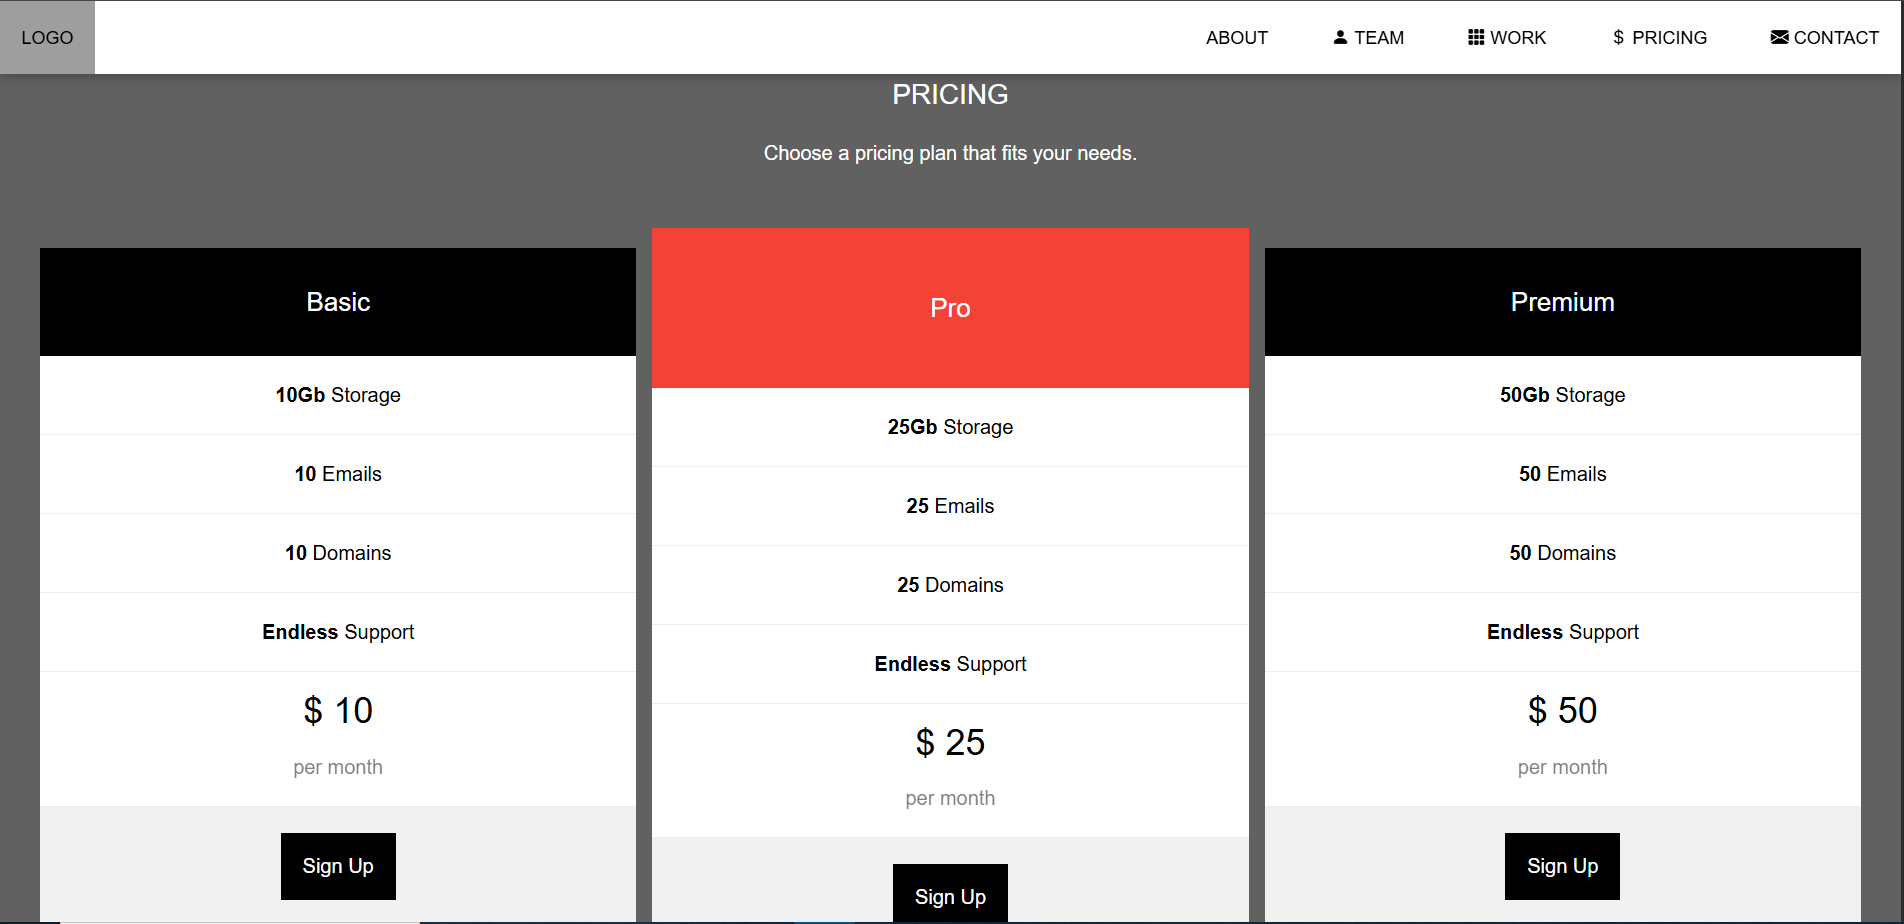 LOGO
ABOUT
TEAM
WORK
$ PRICING
CONTACT
PRICING
Choose a pricing plan that fits your needs.
Basic
10Gb Storage
10 Emails
10 Domains
Endless Support
$ 10
per month
Sign Up
Pro
25Gb Storage
25 Emails
25 Domains
Endless Support
$ 25
per month
Sign Up
Premium
50Gb Storage
50 Emails
50 Domains
Endless Support
$ 50
per month
Sign Up